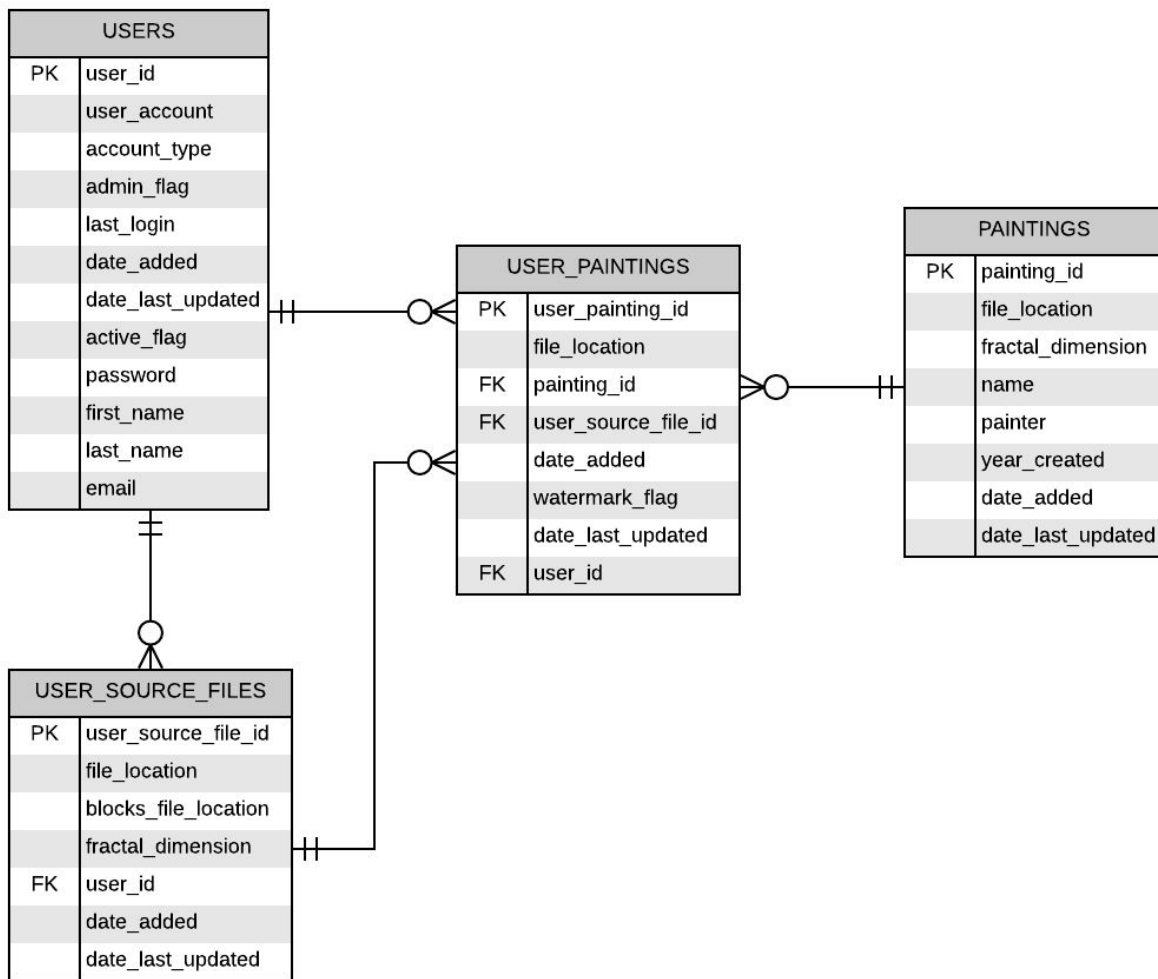 USERS
PK user_id
user_account
account_type
admin_flag
last_login
date_added
date_last_updated
active_flag
password
first_name
last_name
email
USER_PAINTINGS
PK user_painting_id
file_location
FK painting_id
FK user_source_file_id
date_added
watermark_flag
date_last_updated
FK user_id
PAINTINGS
PK painting_id
file_location
fractal_dimension
name
painter
year_created
date_added
date_last_updated
USER_SOURCE_FILES
PK user_source_file_id
file_location
blocks_file_location
fractal_dimension
FK user_id
date_added
date_last_updated